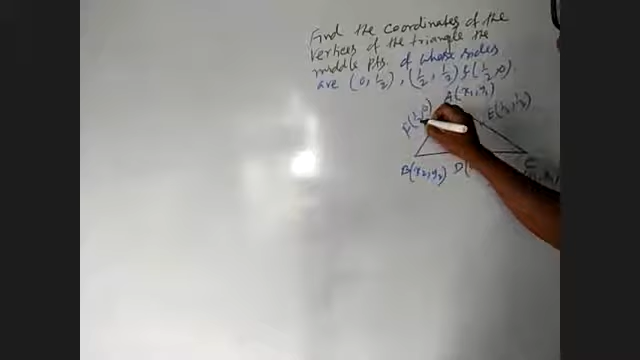 Find the coordinates of the
vertices of the triangle the
middle pts. of whose sides
are (0, 1/2), (1/2, 1/2) & (1/2, 0).
A(x₁, y₁)
E(1/2, 1/2)
F(1/2, 0)
B(x₂, y₂) D(
C